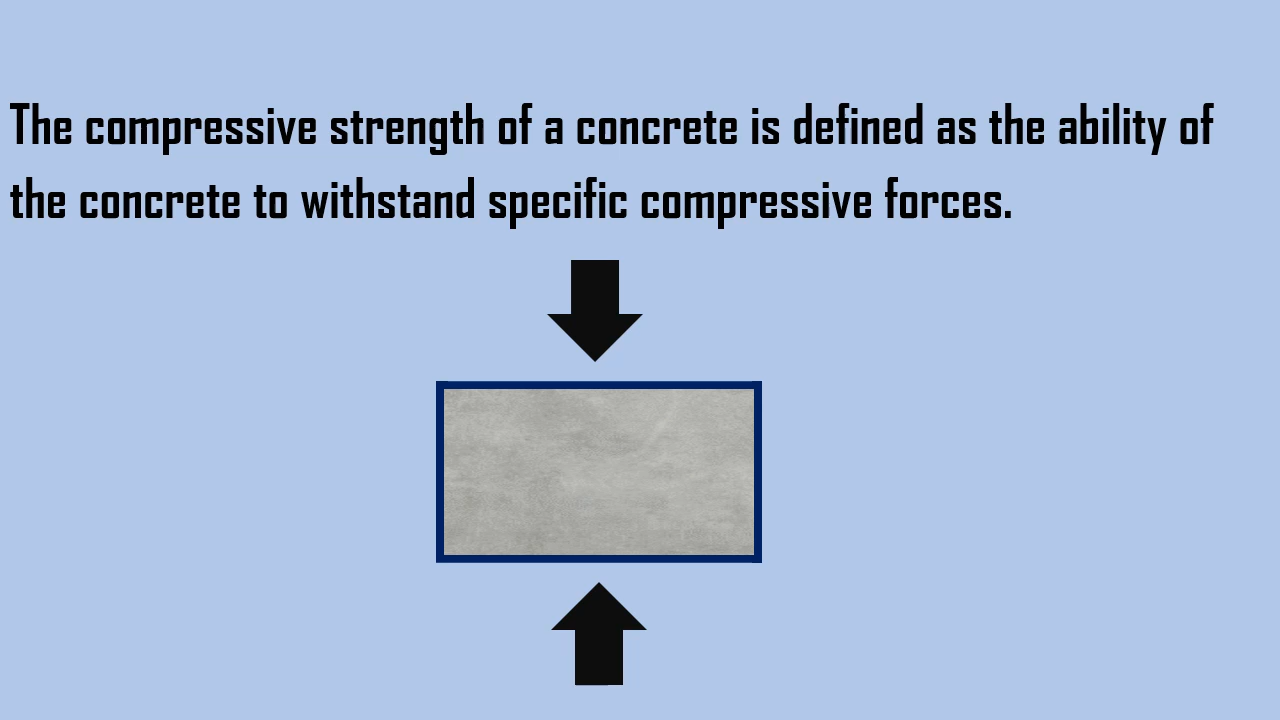 The compressive strength of a concrete is defined as the ability of
the concrete to withstand specific compressive forces.